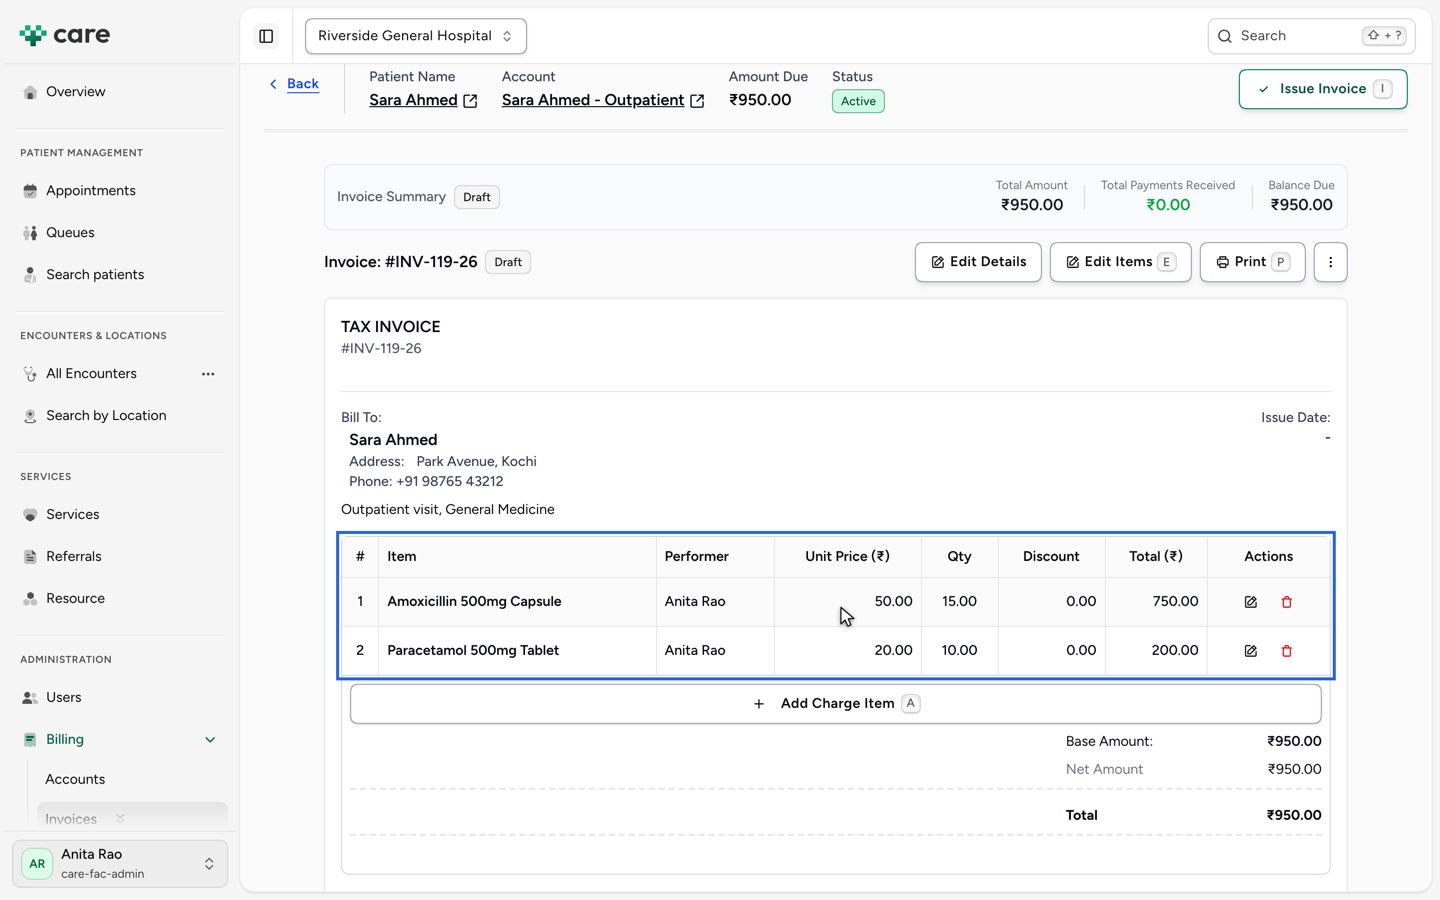 care
Riverside General Hospital
Search
+ ?
Overview
PATIENT MANAGEMENT
Appointments
Queues
Search patients
ENCOUNTERS & LOCATIONS
All Encounters
Search by Location
SERVICES
Services
Referrals
Resource
ADMINISTRATION
Users
Billing
Accounts
Invoices
AR
Anita Rao
care-fac-admin
Back
Patient Name
Sara Ahmed
Account
Sara Ahmed - Outpatient
Amount Due
₹950.00
Status
Active
Issue Invoice I
Invoice Summary Draft
Total Amount
₹950.00
Total Payments Received
₹0.00
Balance Due
₹950.00
Invoice: #INV-119-26 Draft
Edit Details
Edit Items E
Print P
TAX INVOICE
#INV-119-26
Bill To:
Sara Ahmed
Address: Park Avenue, Kochi
Phone: +91 98765 43212
Issue Date:
-
Outpatient visit, General Medicine
# Item Performer Unit Price (₹) Qty Discount Total (₹) Actions
1 Amoxicillin 500mg Capsule Anita Rao 50.00 15.00 0.00 750.00
2 Paracetamol 500mg Tablet Anita Rao 20.00 10.00 0.00 200.00
+ Add Charge Item A
Base Amount: ₹950.00
Net Amount ₹950.00
Total ₹950.00